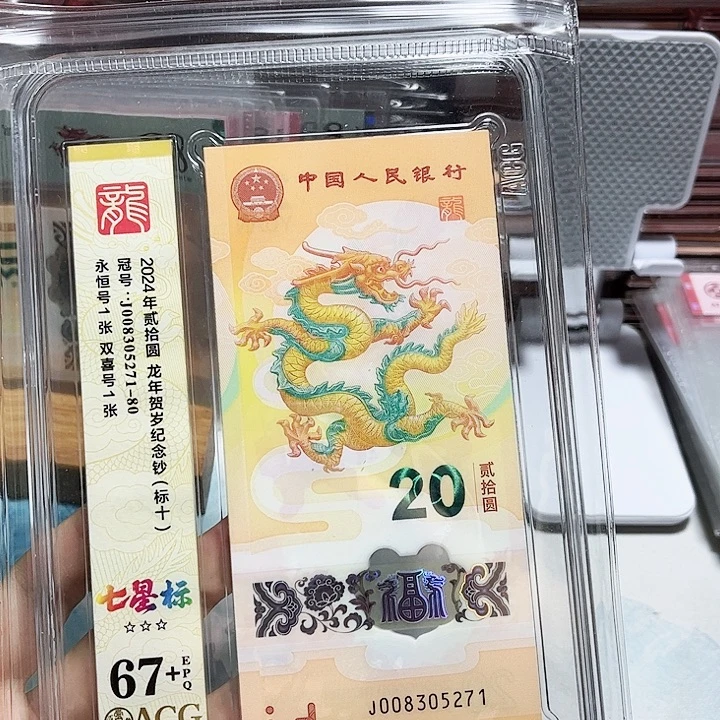 龍
2024年贰拾圆 龙年贺岁纪念钞(标十)
冠号:J008305271-80
永恒号1张 双喜号1张
七星标
☆☆☆
67+
EPQ
ACG
中国人民银行
龍
20
贰拾圆
福
J008305271
ACG